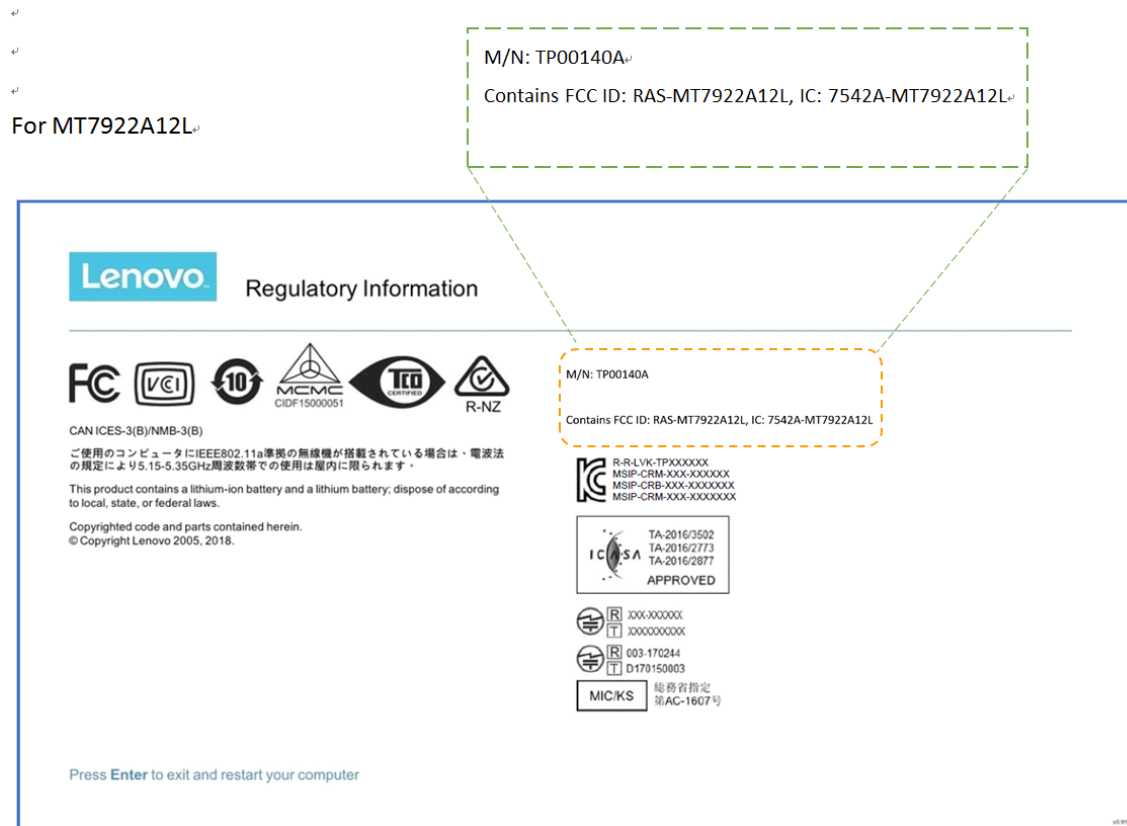 M/N: TP00140A
Contains FCC ID: RAS-MT7922A12L, IC: 7542A-MT7922A12L
For MT7922A12L
Lenovo
Regulatory Information
FC
VCI
10
MCMC
CIDF15000051
TCO
CERTIFIED
R-NZ
CAN ICES-3(B)/NMB-3(B)
ご使用のコンピュータにIEEE802.11a準拠の無線機が搭載されている場合は、電波法
の規定により5.15-5.35GHz周波数帯での使用は屋内に限られます・
This product contains a lithium-ion battery and a lithium battery; dispose of according
to local, state, or federal laws.
Copyrighted code and parts contained herein.
© Copyright Lenovo 2005, 2018.
M/N: TP00140A
Contains FCC ID: RAS-MT7922A12L, IC: 7542A-MT7922A12L
R-R-LVK-TPXXXXXX
MSIP-CRM-XXX-XXXXXX
MSIP-CRB-XXX-XXXXXXX
MSIP-CRM-XXX-XXXXXXX
ICASA
TA-2016/3502
TA-2016/2773
TA-2016/2877
APPROVED
R XXX-XXXXXX
T XXXXXXXXXX
R 003-170244
T D170150003
MIC/KS
総務省指定
第AC-1607号
Press Enter to exit and restart your computer